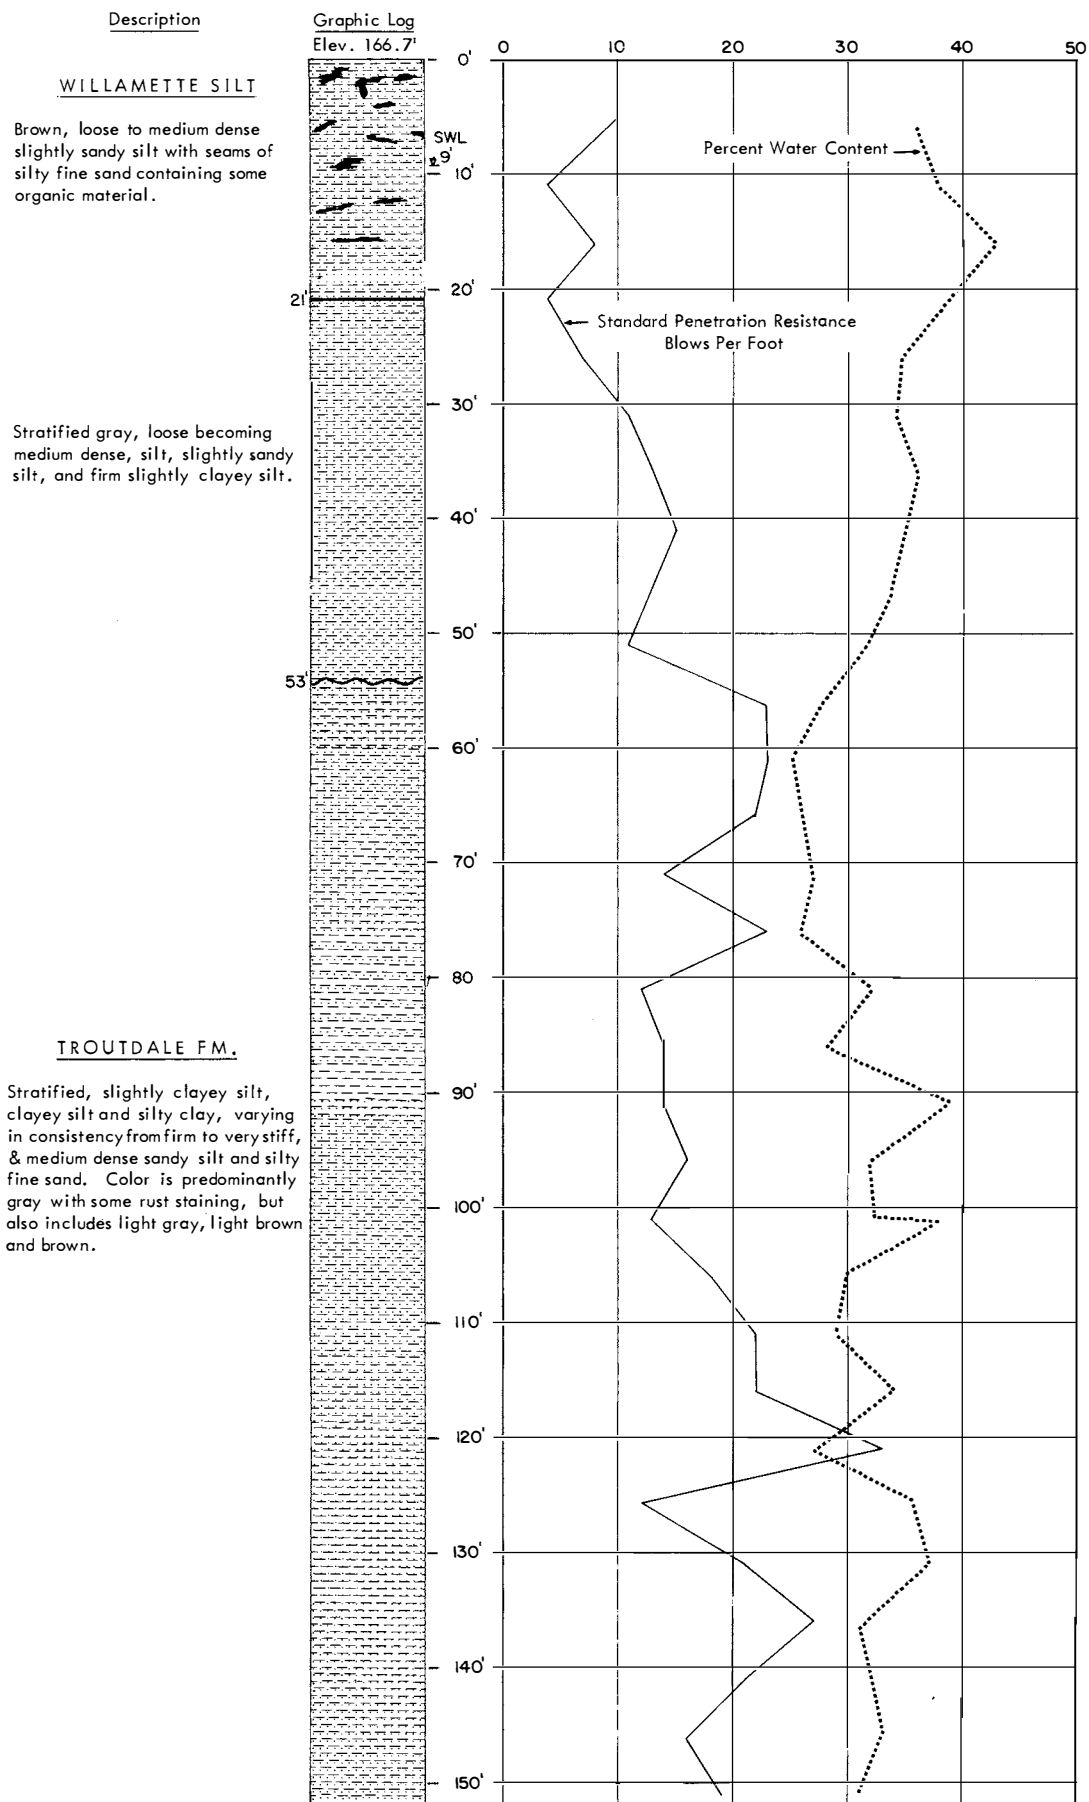 Description
Graphic Log
Elev. 166.7'
0 10 20 30 40 50
0'
WILLAMETTE SILT
Brown, loose to medium dense
slightly sandy silt with seams of
silty fine sand containing some
organic material.
SWL
9'
Percent Water Content
10'
20'
21'
Standard Penetration Resistance
Blows Per Foot
30'
Stratified gray, loose becoming
medium dense, silt, slightly sandy
silt, and firm slightly clayey silt.
40'
50'
53'
60'
70'
80'
TROUTDALE FM.
Stratified, slightly clayey silt,
clayey silt and silty clay, varying
in consistency from firm to very stiff,
& medium dense sandy silt and silty
fine sand. Color is predominantly
gray with some rust staining, but
also includes light gray, light brown
and brown.
90'
100'
110'
120'
130'
140'
150'